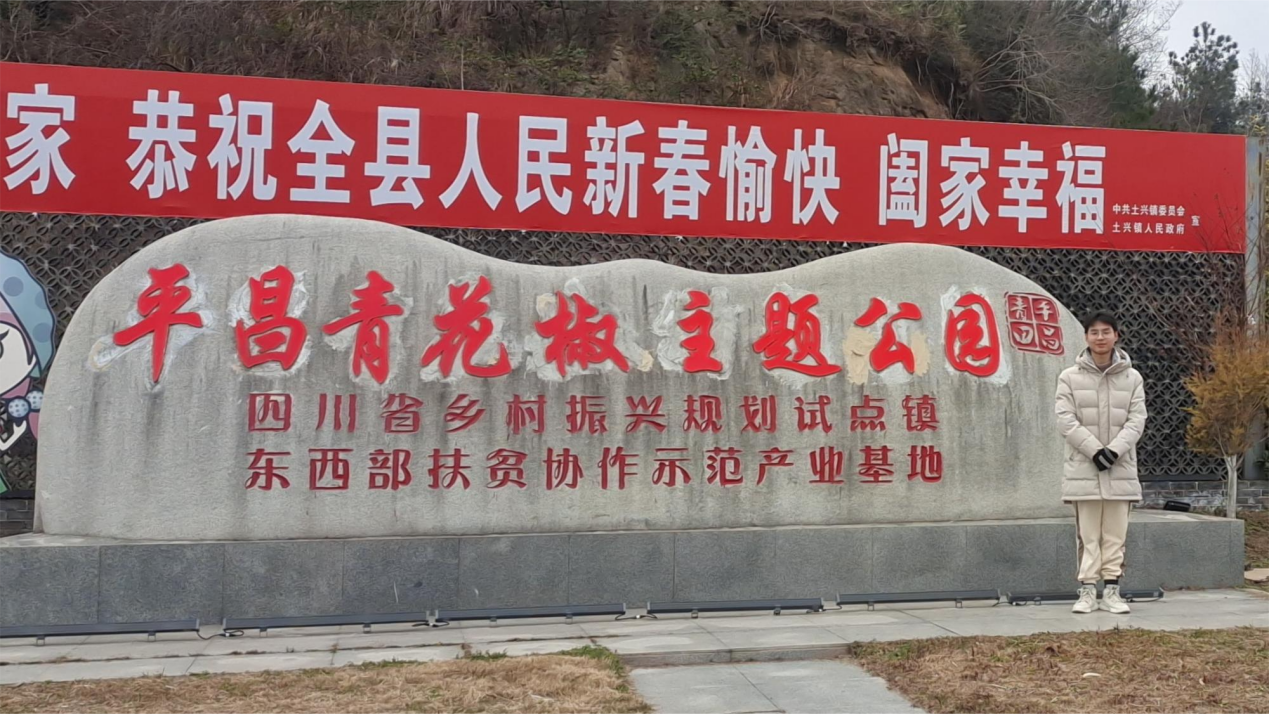 家 恭祝全县人民新春愉快 阖家幸福
中共土兴镇委员会
土兴镇人民政府 宣
平昌青花椒主题公园
四川省乡村振兴规划试点镇
东西部扶贫协作示范产业基地